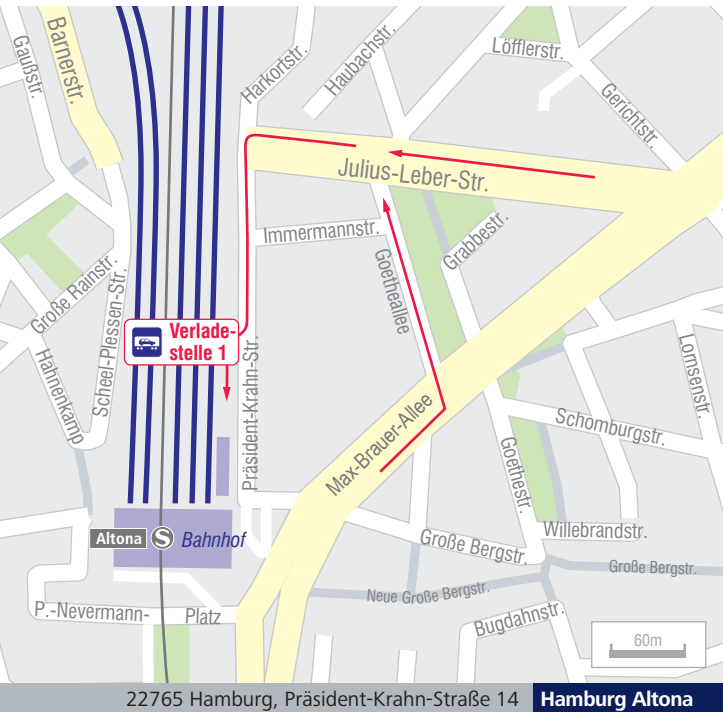 Barnerstr.
Gaußstr.
Harkortstr.
Haubachstr.
Löfflerstr.
Gerichtstr.
Julius-Leber-Str.
Immermannstr.
Grabbestr.
Goetheallee
Große Rainstr.
Scheel-Plessen-Str.
Verlade-
stelle 1
Hahnenkamp
Präsident-Krahn-Str.
Lomsenstr.
Max-Brauer-Allee
Schomburgstr.
Goethestr.
Altona S Bahnhof
Willebrandstr.
Große Bergstr.
Große Bergstr.
Neue Große Bergstr.
P.-Nevermann- Platz
Bugdahnstr.
60m
22765 Hamburg, Präsident-Krahn-Straße 14 Hamburg Altona